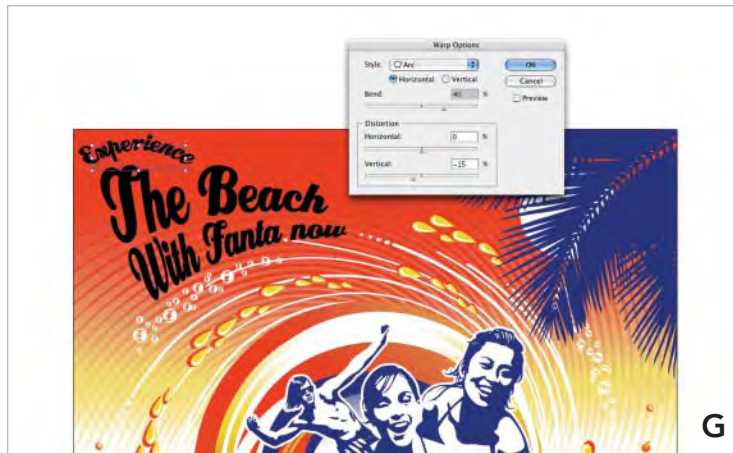 Warp Options
Style: Arc
OK
Horizontal Vertical
Cancel
Bend: %
Preview
Distortion
Horizontal: 0 %
Vertical: -15 %
Experience
The Beach
With Fanta now
G